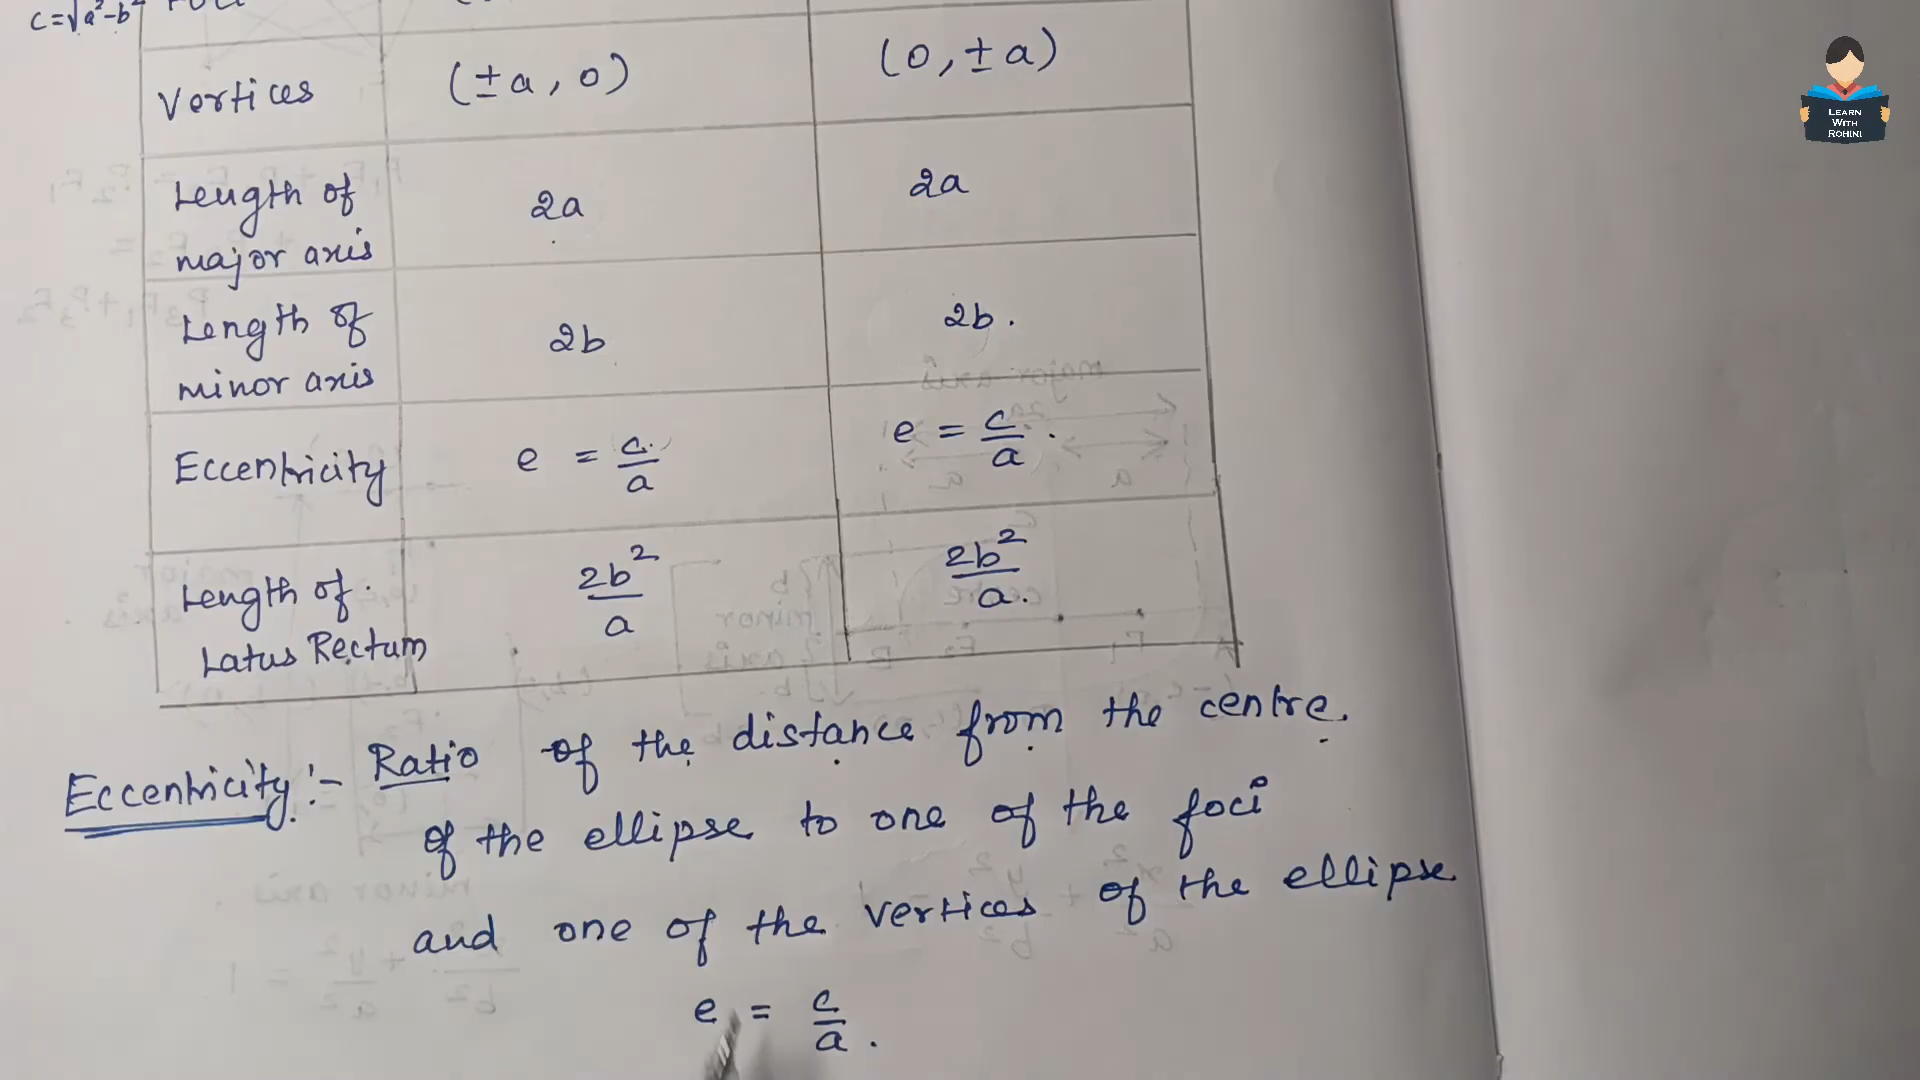 c=√a²-b² Foci
Vertices (±a, 0) (0, ±a)
Length of
major axis 2a 2a
Length of
minor axis 2b 2b.
Eccentricity e = c/a e = c/a.
Length of
Latus Rectum 2b²/a 2b²/a.
Eccentricity:- Ratio of the distance from the centre.
of the ellipse to one of the foci
and one of the vertices of the ellipse
e = c/a.
LEARN
WITH
ROHINI